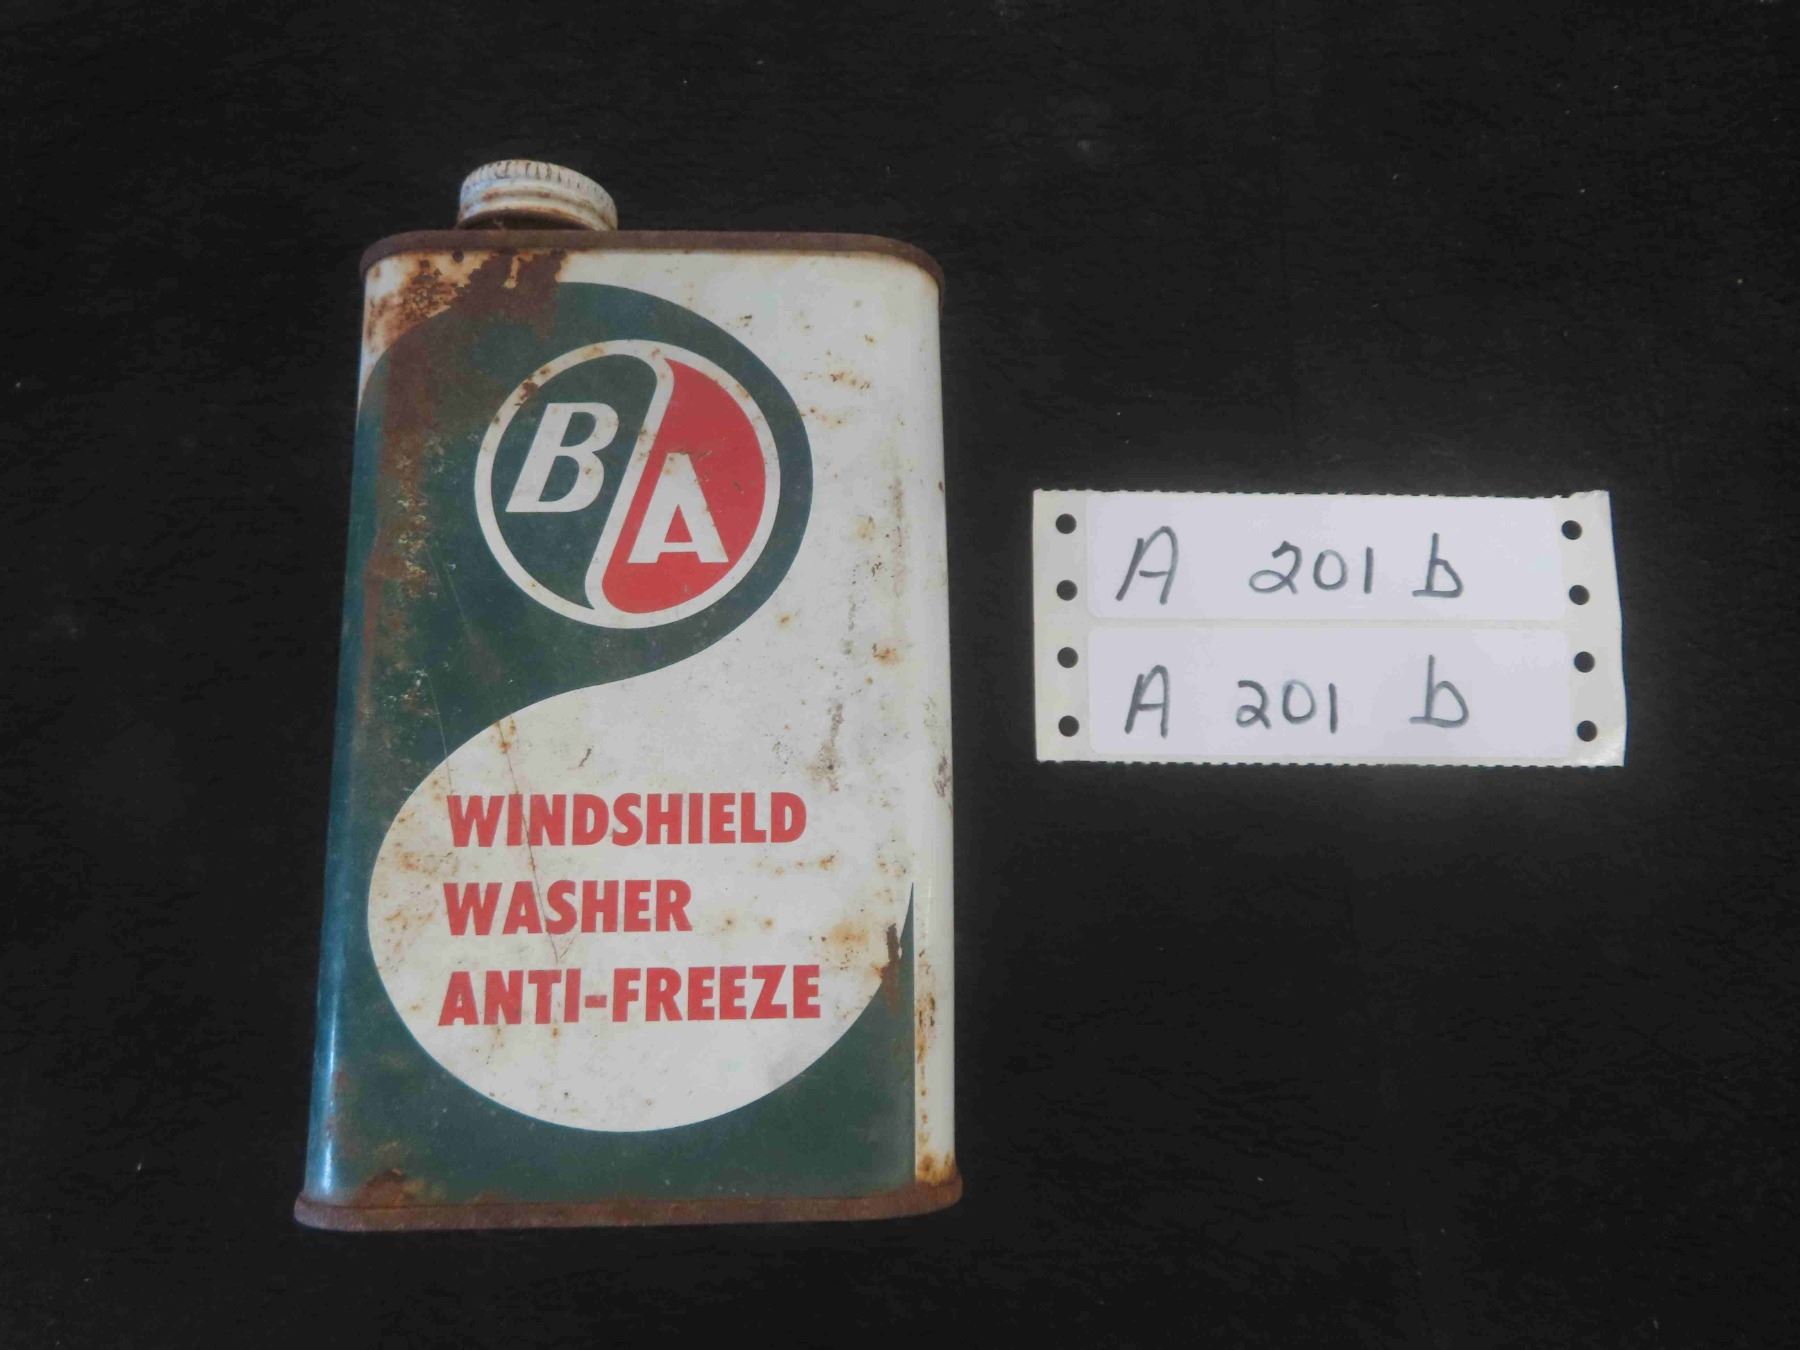 B A
WINDSHIELD
WASHER
ANTI-FREEZE
A 201 b
A 201 b